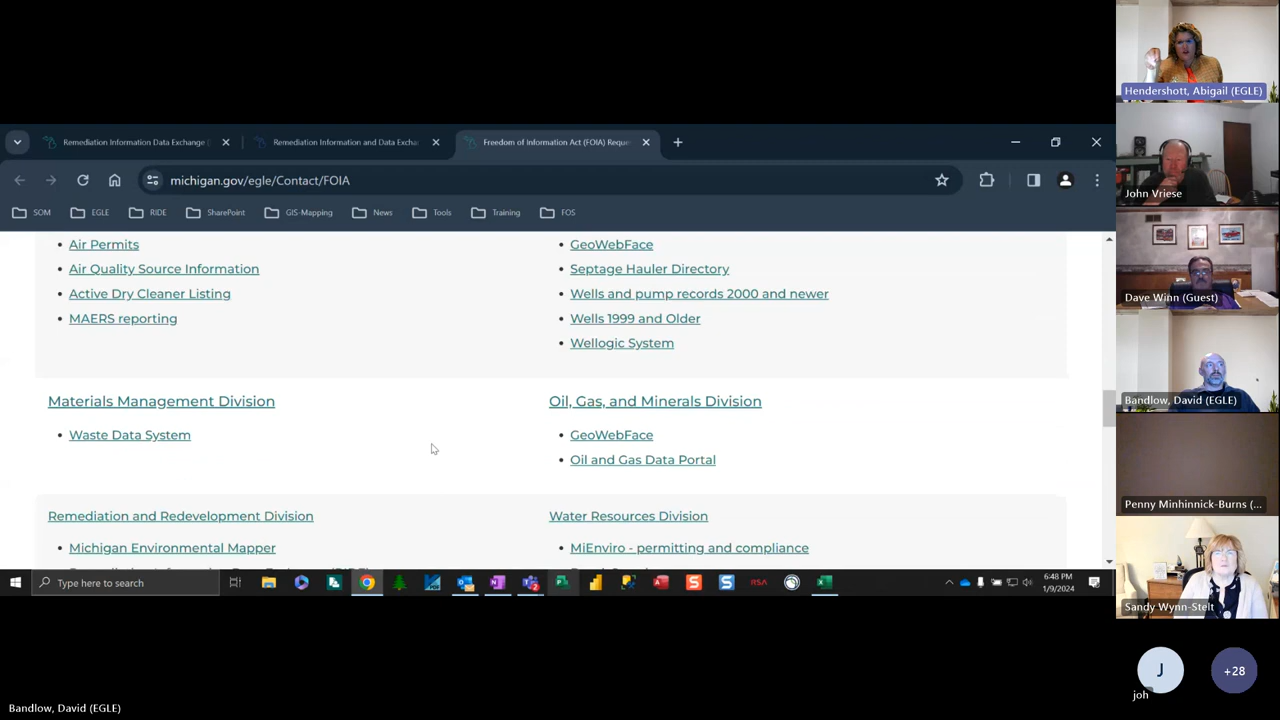 Remediation Information Data Exchange
Remediation Information and Data Excha
Freedom of Information Act (FOIA) Reque
michigan.gov/egle/Contact/FOIA
SOM
EGLE
RIDE
SharePoint
GIS-Mapping
News
Tools
Training
FOS
Air Permits
Air Quality Source Information
Active Dry Cleaner Listing
MAERS reporting
GeoWebFace
Septage Hauler Directory
Wells and pump records 2000 and newer
Wells 1999 and Older
Wellogic System
Materials Management Division
Waste Data System
Oil, Gas, and Minerals Division
GeoWebFace
Oil and Gas Data Portal
Remediation and Redevelopment Division
Michigan Environmental Mapper
Water Resources Division
MiEnviro - permitting and compliance
Type here to search
RSA
6:48 PM
1/9/2024
Hendershott, Abigail (EGLE)
John Vriese
Dave Winn (Guest)
Bandlow, David (EGLE)
Penny Minhinnick-Burns (...
Sandy Wynn-Stelt
J
joh
+28
Bandlow, David (EGLE)